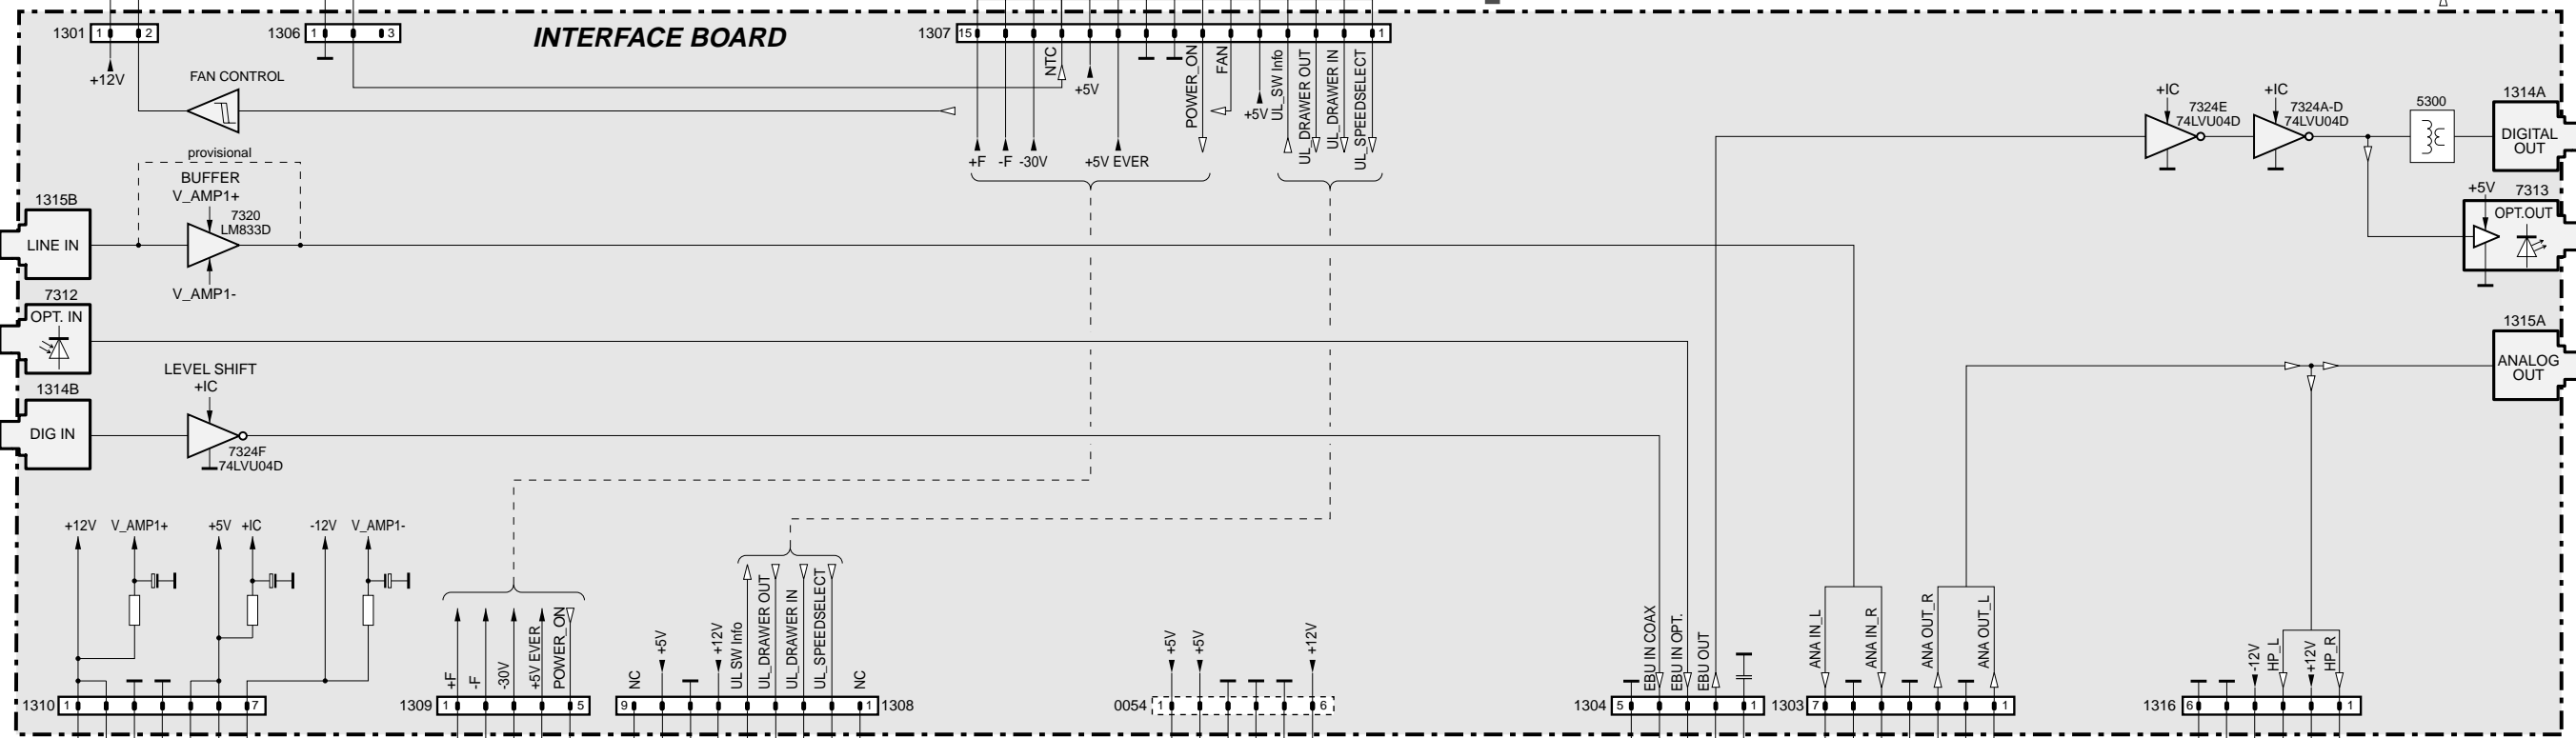 INTERFACE BOARD
1301
1
2
+12V
1306
1
3
FAN CONTROL
1307
15
1
NTC
+5V
POWER_ON
FAN
+5V
UL_SW Info
UL_DRAWER OUT
UL_DRAWER IN
UL_SPEEDSELECT
+F
-F
-30V
+5V EVER
provisional
BUFFER
V_AMP1+
7320
LM833D
V_AMP1-
1315B
LINE IN
7312
OPT. IN
1314B
DIG IN
LEVEL SHIFT
+IC
7324F
74LVU04D
+IC
7324E
74LVU04D
+IC
7324A-D
74LVU04D
5300
1314A
DIGITAL
OUT
+5V
7313
OPT.OUT
1315A
ANALOG
OUT
+12V
V_AMP1+
+5V
+IC
-12V
V_AMP1-
1310
1
7
+F
-F
-30V
+5V EVER
POWER_ON
1309
1
5
NC
+5V
+12V
UL SW Info
UL_DRAWER OUT
UL_DRAWER IN
UL_SPEEDSELECT
NC
9
1
1308
+5V
+5V
+12V
0054
1
6
EBU IN COAX
EBU IN OPT.
EBU OUT
1304
5
1
ANA IN_L
ANA IN_R
ANA OUT_R
ANA OUT_L
1303
7
1
-12V
HP_L
+12V
HP_R
1316
6
1